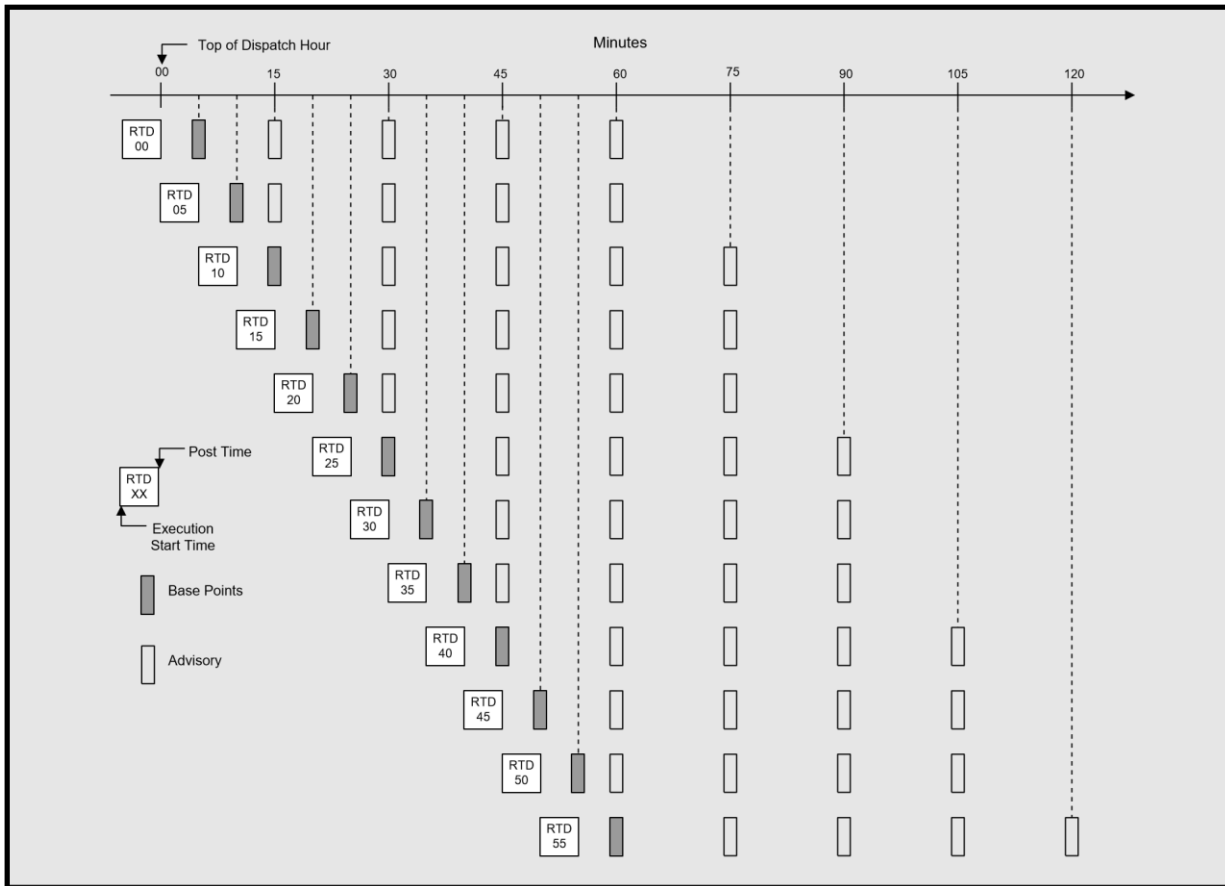 Top of Dispatch Hour
Minutes
00 15 30 45 60 75 90 105 120
RTD
00
RTD
05
RTD
10
RTD
15
RTD
20
RTD
25
Post Time
RTD
XX
Execution
Start Time
RTD
30
RTD
35
Base Points
RTD
40
Advisory
RTD
45
RTD
50
RTD
55